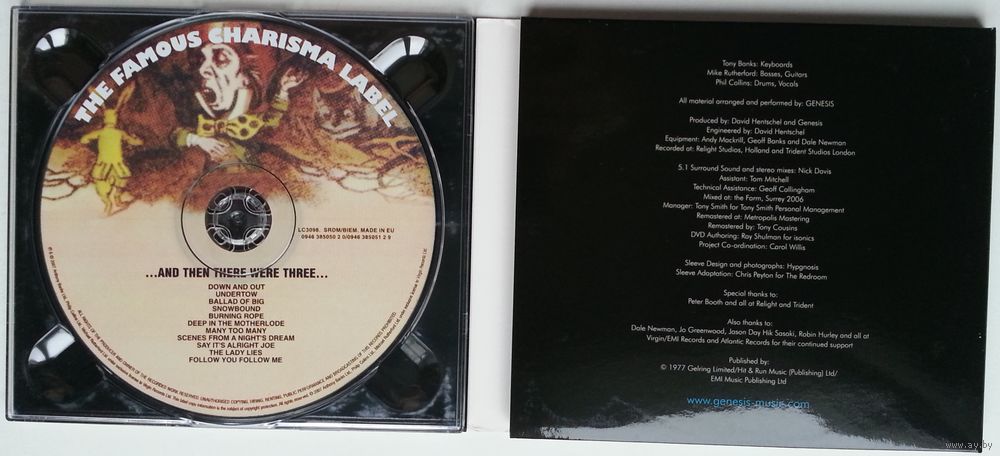 THE FAMOUS CHARISMA LABEL
LC3098. SRDM/BIEM. MADE IN EU
0946 385050 2 0/0946 385051 2 9
...AND THEN THERE WERE THREE...
DOWN AND OUT
UNDERTOW
BALLAD OF BIG
SNOWBOUND
BURNING ROPE
DEEP IN THE MOTHERLODE
MANY TOO MANY
SCENES FROM A NIGHT'S DREAM
SAY IT'S ALRIGHT JOE
THE LADY LIES
FOLLOW YOU FOLLOW ME
Tony Banks: Keyboards
Mike Rutherford: Basses, Guitars
Phil Collins: Drums, Vocals
All material arranged and performed by: GENESIS
Produced by: David Hentschel and Genesis
Engineered by: David Hentschel
Equipment: Andy Mackrill, Geoff Banks and Dale Newman
Recorded at: Relight Studios, Holland and Trident Studios London
5.1 Surround Sound and stereo mixes: Nick Davis
Assistant: Tom Mitchell
Technical Assistance: Geoff Callingham
Mixed at: the Farm, Surrey 2006
Manager: Tony Smith for Tony Smith Personal Management
Remastered at: Metropolis Mastering
Remastered by: Tony Cousins
DVD Authoring: Ray Shulman for isonics
Project Co-ordination: Carol Willis
Sleeve Design and photographs: Hypgnosis
Sleeve Adaptation: Chris Peyton for The Redroom
Special thanks to:
Peter Booth and all at Relight and Trident
Also thanks to:
Dale Newman, Jo Greenwood, Jason Day Hik Sasaki, Robin Hurley and all at
Virgin/EMI Records and Atlantic Records for their continued support
Published by:
© 1977 Gelring Limited/Hit & Run Music (Publishing) Ltd/
EMI Music Publishing Ltd
www.genesis-music.com
www.ay.by